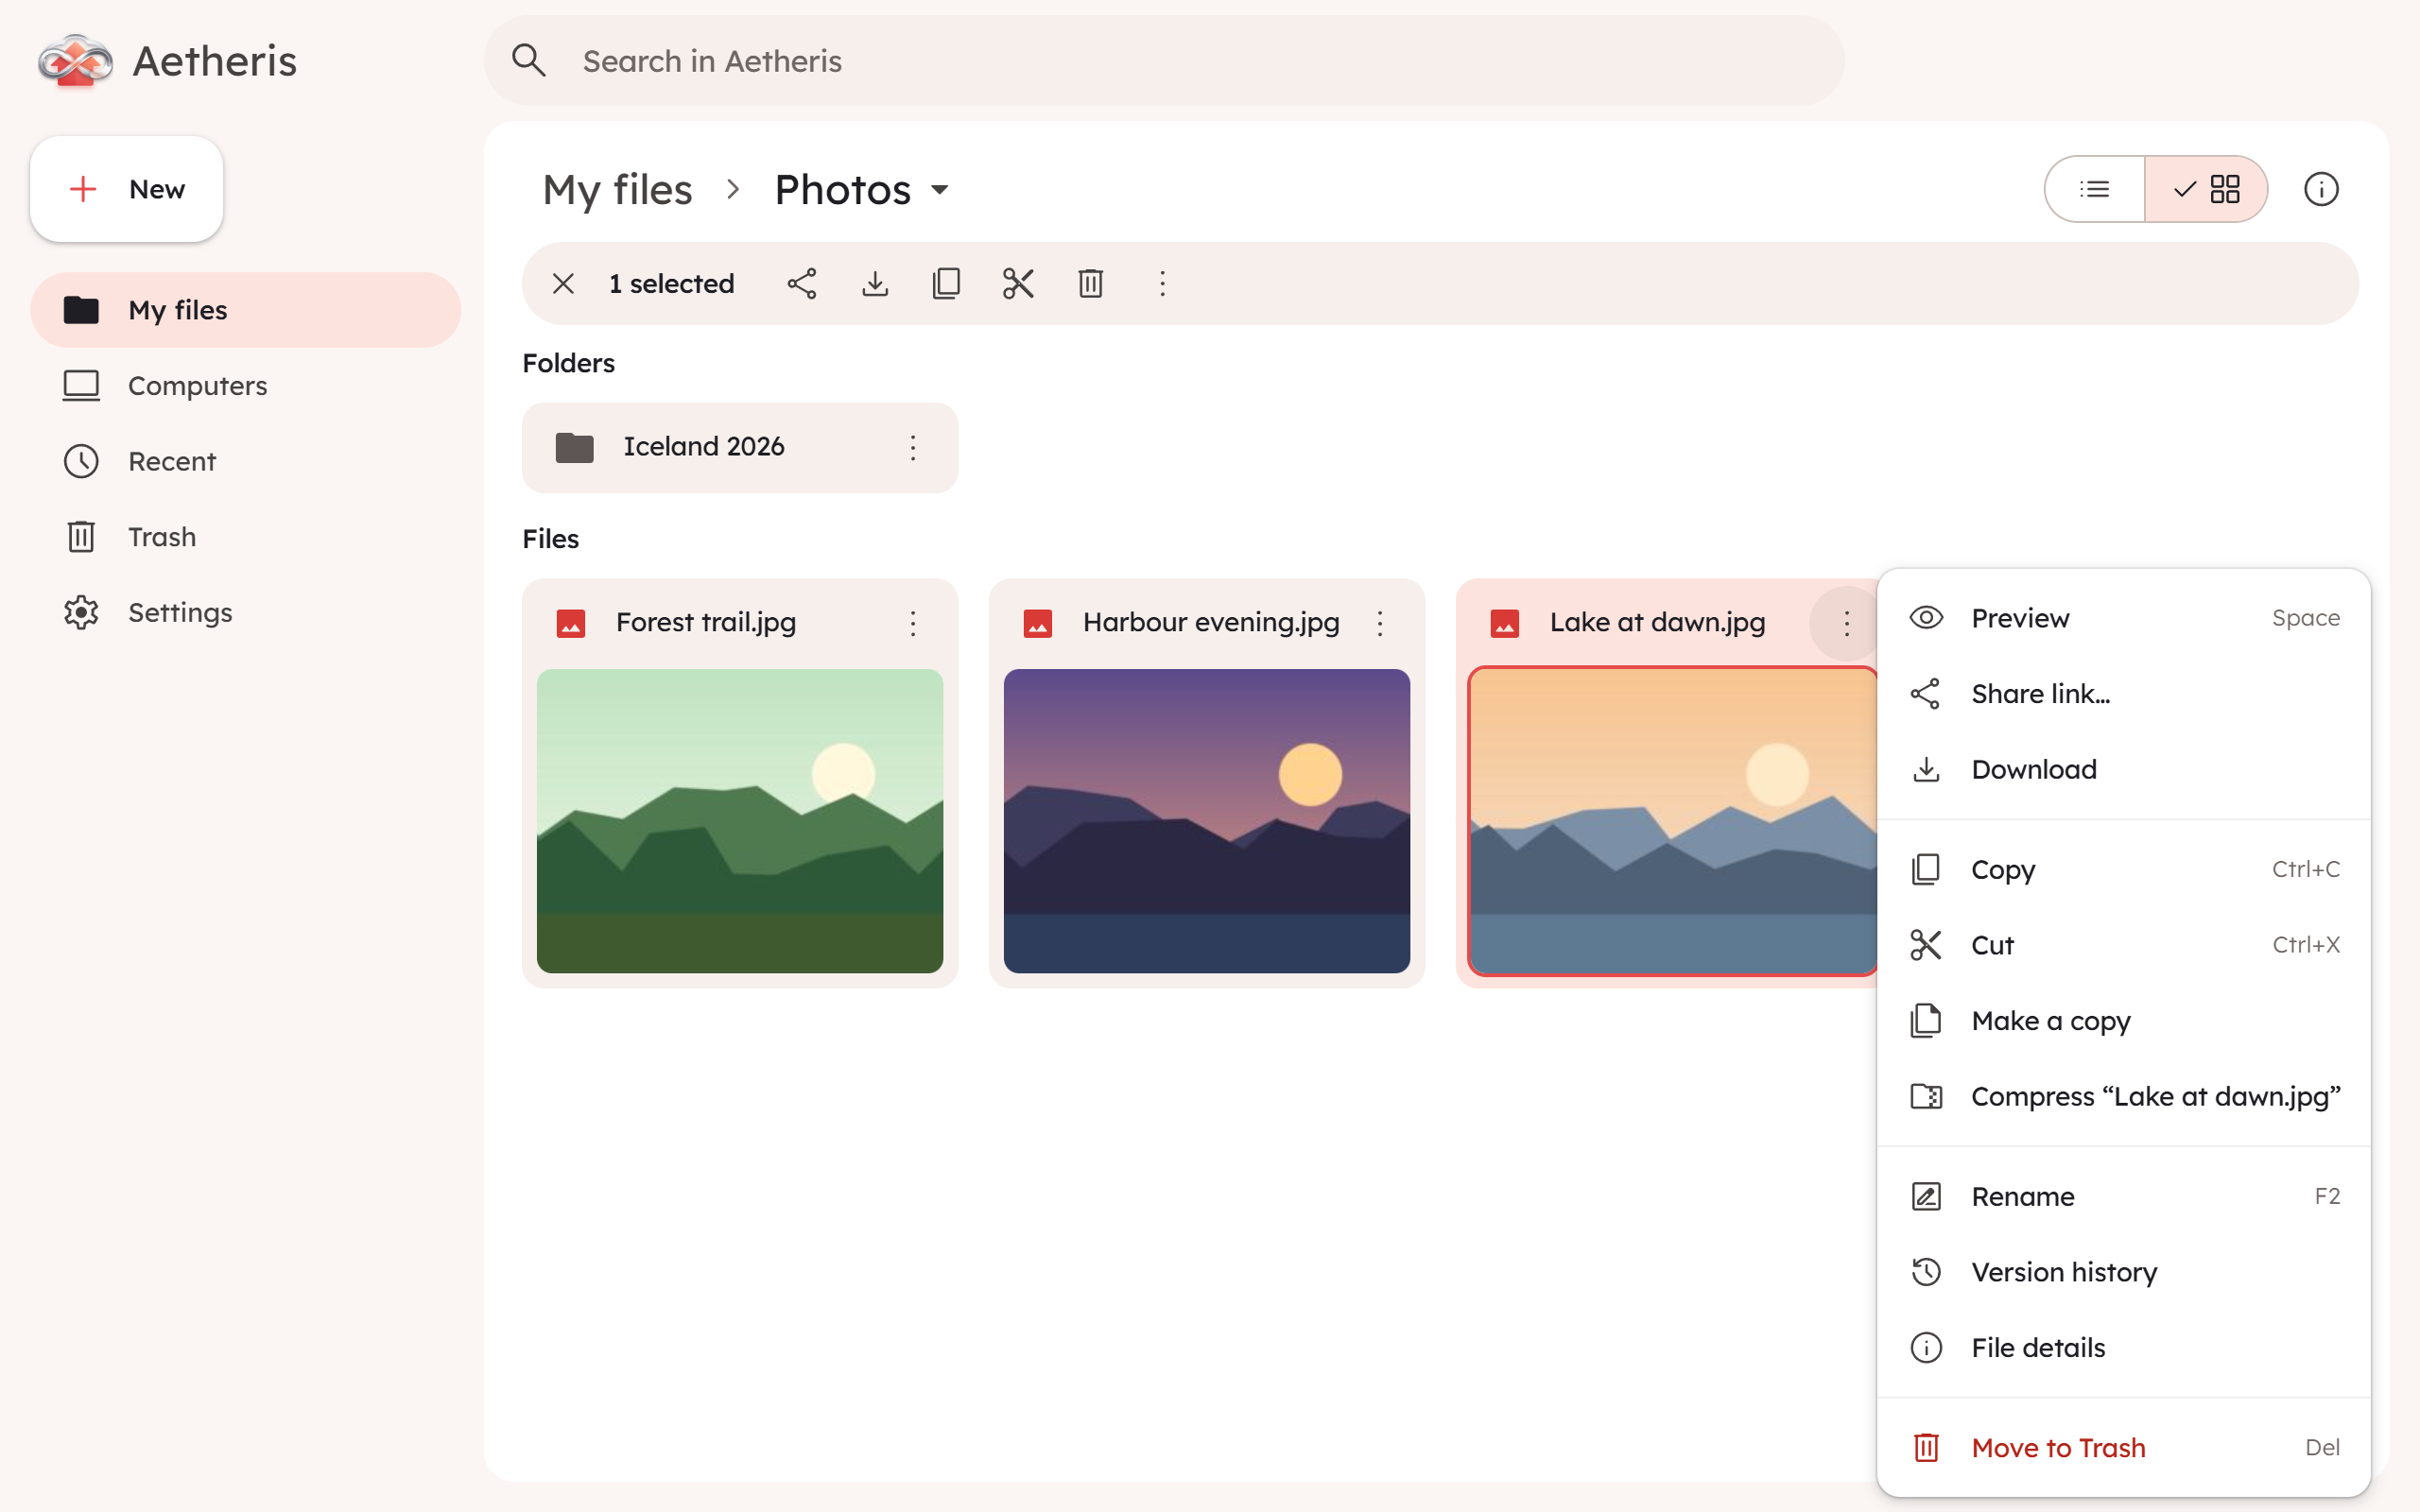 Aetheris
Search in Aetheris
New
My files
Computers
Recent
Trash
Settings
My files
Photos
1 selected
Folders
Iceland 2026
Files
Forest trail.jpg
Harbour evening.jpg
Lake at dawn.jpg
Preview Space
Share link...
Download
Copy Ctrl+C
Cut Ctrl+X
Make a copy
Compress “Lake at dawn.jpg”
Rename F2
Version history
File details
Move to Trash Del